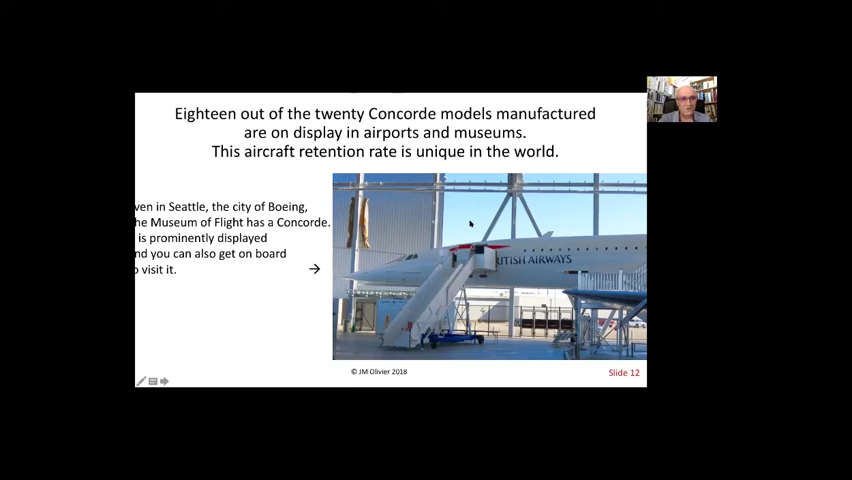 Eighteen out of the twenty Concorde models manufactured
are on display in airports and museums.
This aircraft retention rate is unique in the world.
ven in Seattle, the city of Boeing,
he Museum of Flight has a Concorde.
is prominently displayed
nd you can also get on board
o visit it.
→
RITISH AIRWAYS
© JM Olivier 2018
Slide 12